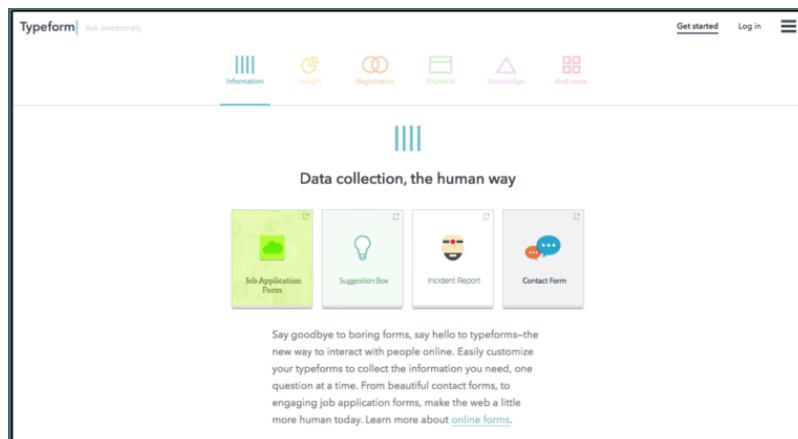 Typeform Ask awesomely Get started Log in
Information Insight Registration Payment Knowledge And more
Data collection, the human way
Job Application Suggestion Box Incident Report Contact Form
Form
Say goodbye to boring forms, say hello to typeforms—the
new way to interact with people online. Easily customize
your typeforms to collect the information you need, one
question at a time. From beautiful contact forms, to
engaging job application forms, make the web a little
more human today. Learn more about online forms.